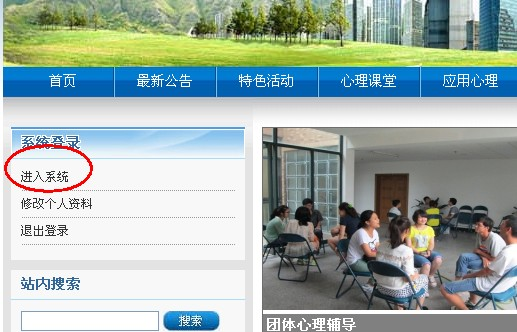 首页 最新公告 特色活动 心理课堂 应用心理
系统登录
进入系统
修改个人资料
退出登录
站内搜索
搜索
团体心理辅导